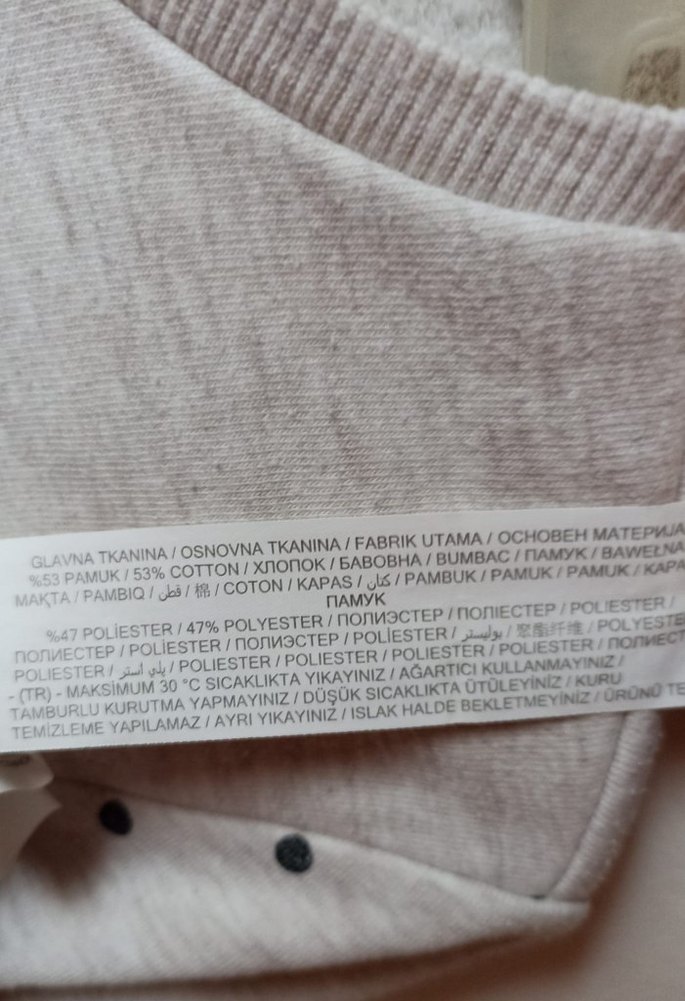 GLAVNA TKANINA / OSNOVNA TKANINA / FABRIK UTAMA / ОСНОВЕН МАТЕРИЈА
%53 PAMUK / 53% COTTON / ХЛОПОК / БАВОВНА / BUMBAC / ПАМУК / BAWEŁNA
МАҚТА / PAMBIQ / قطن / 棉 / COTON / KAPAS / كتان / PAMBUK / PAMUK / PAMUK / KAPA
ПАМУК
%47 POLİESTER / 47% POLYESTER / ПОЛИЭСТЕР / ПОЛІЕСТЕР / POLIESTER /
ПОЛИЕСТЕР / POLIESTER / ПОЛИЭСТЕР / POLİESTER / بوليستر / 聚酯纤维 / POLYESTE
POLIESTER / پلی استر / POLIESTER / POLIESTER / POLIESTER / POLIESTER / ПОЛИЕСТ
- (TR) - MAKSİMUM 30 °C SICAKLIKTA YIKAYINIZ / AĞARTICI KULLANMAYINIZ /
TAMBURLU KURUTMA YAPMAYINIZ / DÜŞÜK SICAKLIKTA ÜTÜLEYİNİZ / KURU
TEMİZLEME YAPILAMAZ / AYRI YIKAYINIZ / ISLAK HALDE BEKLETMEYİNİZ / ÜRÜNÜ TE